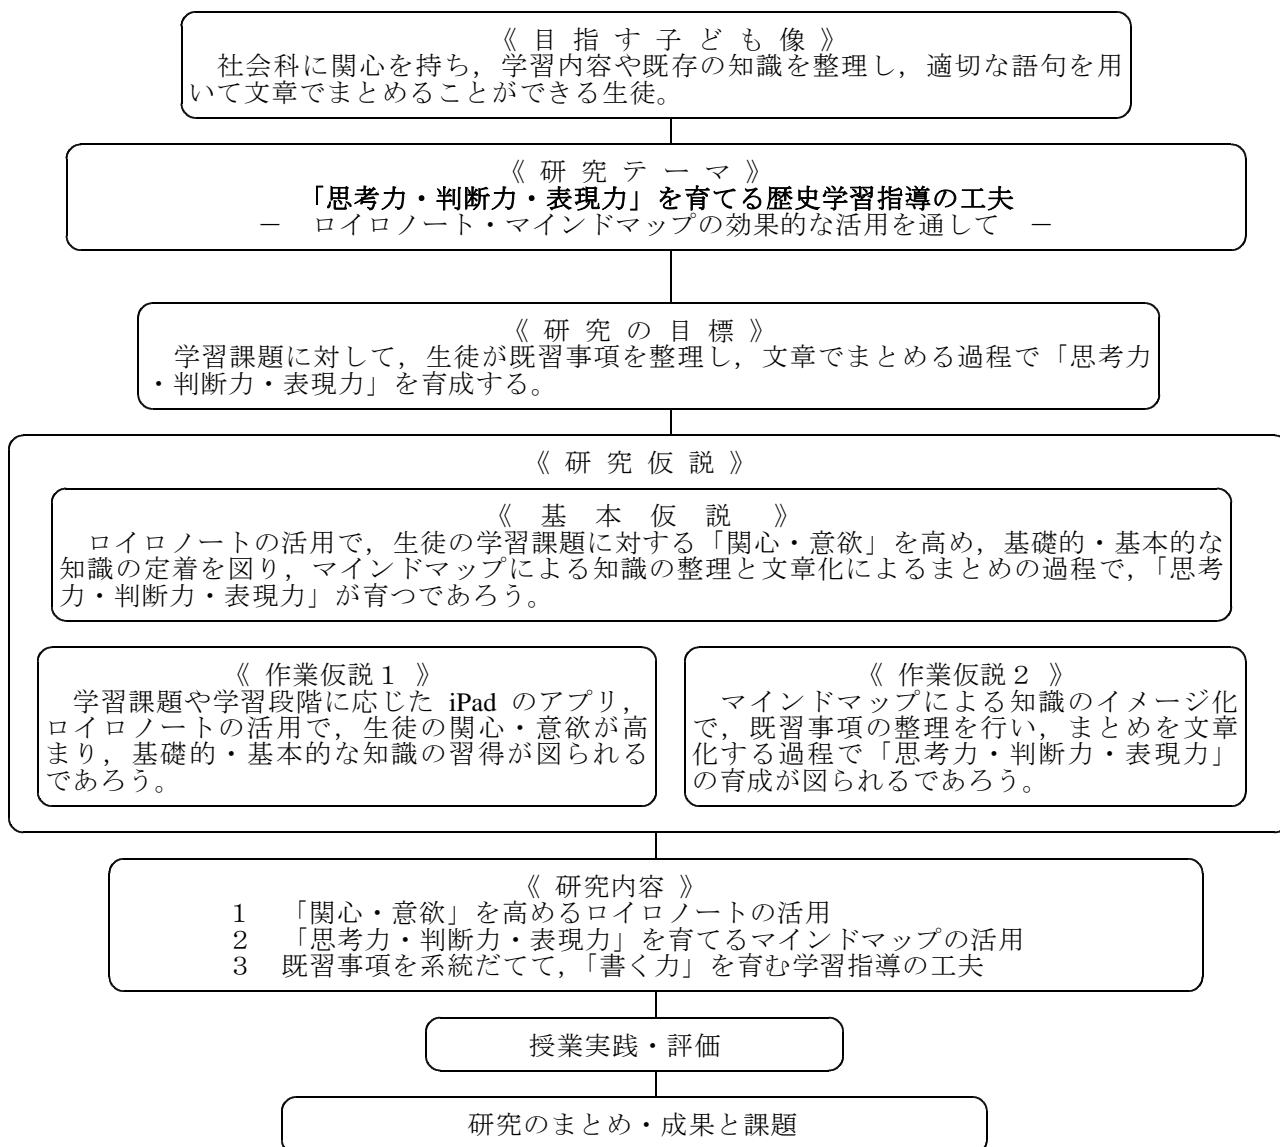 《 目 指 す 子 ど も 像 》
社会科に関心を持ち，学習内容や既存の知識を整理し，適切な語句を用
いて文章でまとめることができる生徒。
《 研 究 テ ー マ 》
「思考力・判断力・表現力」を育てる歴史学習指導の工夫
－　ロイロノート・マインドマップの効果的な活用を通して　－
《 研 究 の 目 標 》
学習課題に対して，生徒が既習事項を整理し，文章でまとめる過程で「思考力
・判断力・表現力」を育成する。
《 研 究 仮 説 》
《　基　本　仮　説　》
ロイロノートの活用で，生徒の学習課題に対する「関心・意欲」を高め，基礎的・基本的な
知識の定着を図り，マインドマップによる知識の整理と文章化によるまとめの過程で，「思考
力・判断力・表現力」が育つであろう。
《 作業仮説１ 》
学習課題や学習段階に応じた iPad のアプリ，
ロイロノートの活用で，生徒の関心・意欲が高
まり，基礎的・基本的な知識の習得が図られる
であろう。
《 作業仮説２ 》
マインドマップによる知識のイメージ化
で，既習事項の整理を行い，まとめを文章
化する過程で「思考力・判断力・表現力」
の育成が図られるであろう。
《 研究内容 》
１　「関心・意欲」を高めるロイロノートの活用
２　「思考力・判断力・表現力」を育てるマインドマップの活用
３　既習事項を系統だてて，「書く力」を育む学習指導の工夫
授業実践・評価
研究のまとめ・成果と課題